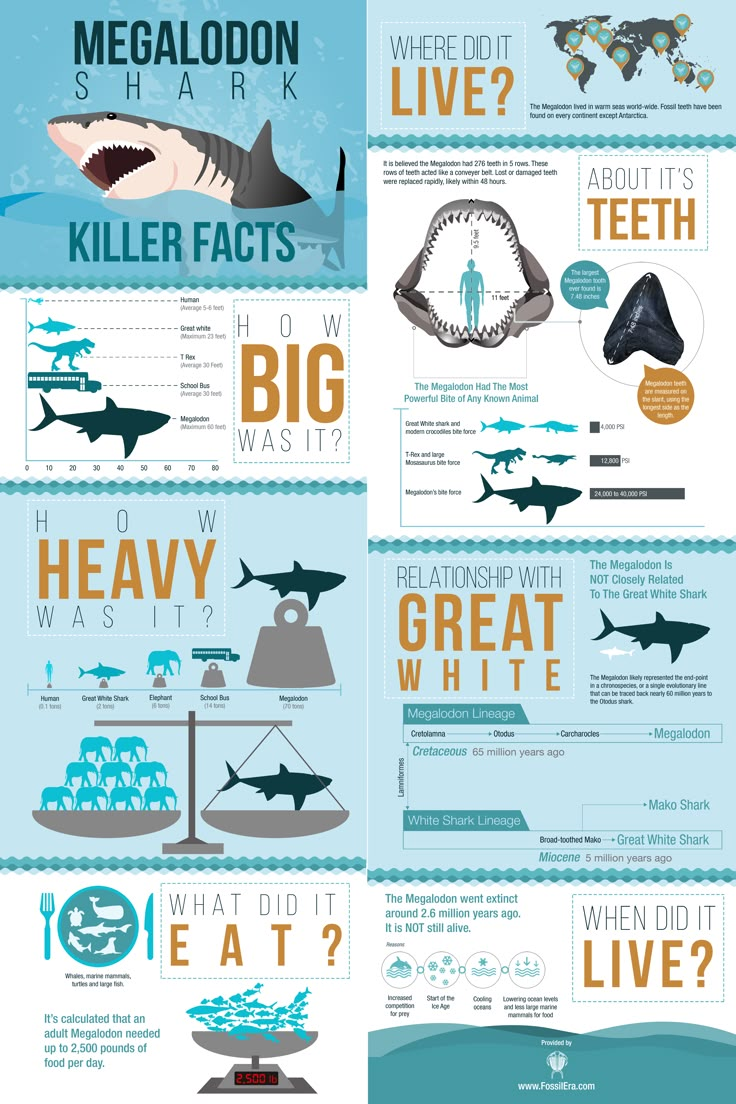 MEGALODON
SHARK
KILLER FACTS
Human
(Average 5-6 feet)
Great white
(Maximum 23 feet)
T Rex
(Average 30 Feet)
School Bus
(Average 30 feet)
Megalodon
(Maximum 60 feet)
0 10 20 30 40 50 60 70 80
HOW
BIG
WAS IT?
HOW
HEAVY
WAS IT?
Human
(0.1 tons)
Great White Shark
(2 tons)
Elephant
(6 tons)
School Bus
(14 tons)
Megalodon
(70 tons)
Whales, marine mammals,
turtles and large fish.
WHAT DID IT
EAT?
It's calculated that an
adult Megalodon needed
up to 2,500 pounds of
food per day.
2,500 lb
WHERE DID IT
LIVE?
The Megalodon lived in warm seas world-wide. Fossil teeth have been
found on every continent except Antarctica.
It is believed the Megalodon had 276 teeth in 5 rows. These
rows of teeth acted like a conveyer belt. Lost or damaged teeth
were replaced rapidly, likely within 48 hours.
ABOUT IT'S
TEETH
9.5 feet
11 feet
The largest
Megalodon tooth
ever found is
7.48 inches
7.48 inches
Megalodon teeth
are measured on
the slant, using the
longest side as the
length.
The Megalodon Had The Most
Powerful Bite of Any Known Animal
Great White shark and
modern crocodiles bite force
4,000 PSI
T-Rex and large
Mosasaurus bite force
12,800 PSI
Megalodon's bite force
24,000 to 40,000 PSI
RELATIONSHIP WITH
GREAT
WHITE
The Megalodon Is
NOT Closely Related
To The Great White Shark
The Megalodon likely represented the end-point
in a chronospecies, or a single evolutionary line
that can be traced back nearly 60 million years to
the Otodus shark.
Megalodon Lineage
Cretolamna Otodus Carcharocles Megalodon
Cretaceous 65 million years ago
Lamniformes
Mako Shark
White Shark Lineage
Broad-toothed Mako Great White Shark
Miocene 5 million years ago
The Megalodon went extinct
around 2.6 million years ago.
It is NOT still alive.
Reasons
Increased
competition
for prey
Start of the
Ice Age
Cooling
oceans
Lowering ocean levels
and less large marine
mammals for food
WHEN DID IT
LIVE?
Provided by
www.FossilEra.com